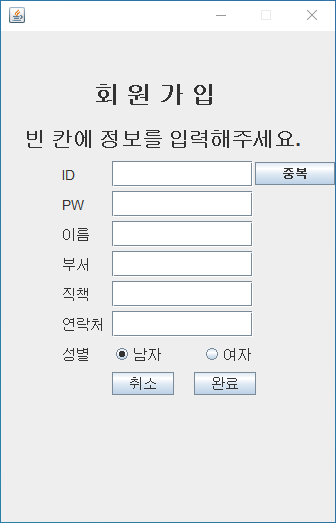 회 원 가 입
빈 칸에 정보를 입력해주세요.
ID 중복
PW
이름
부서
직책
연락처
성별 남자 여자
취소 완료